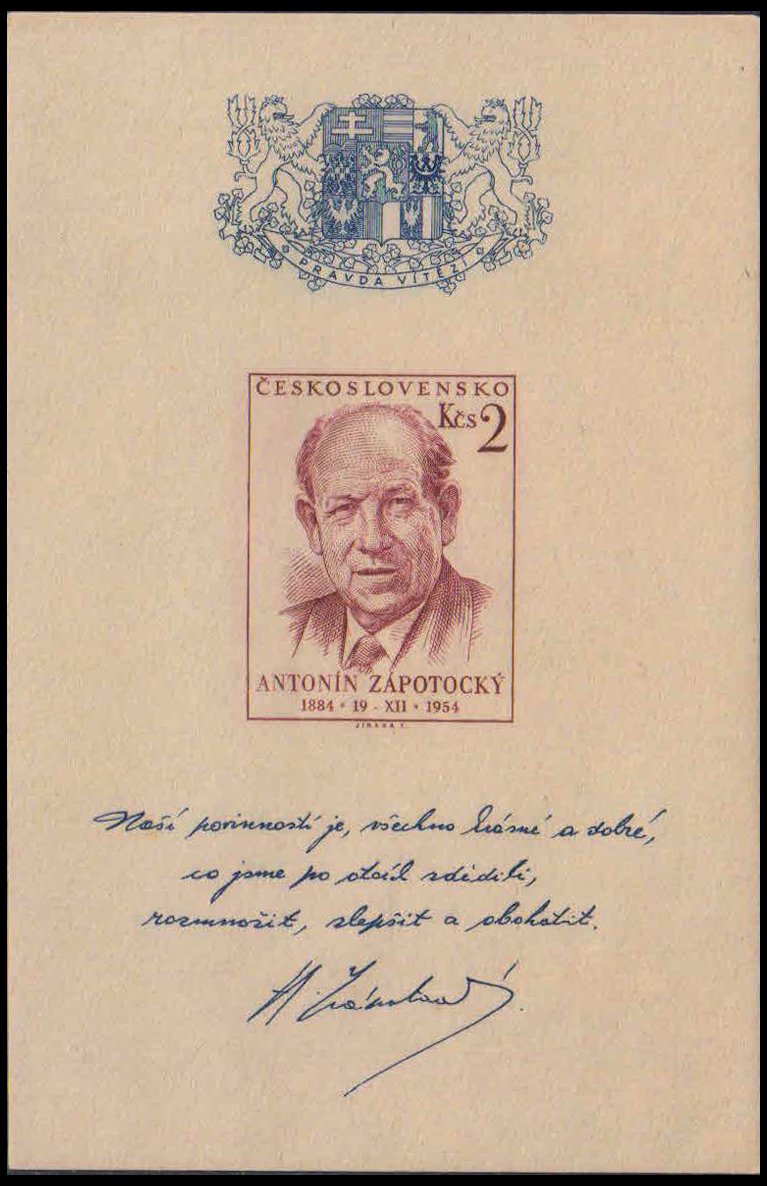 PRAVDA VÍTĚZÍ
ČESKOSLOVENSKO
Kčs 2
ANTONÍN ZÁPOTOCKÝ
1884 • 19 - XII • 1954
Naší povinností je, všechno krásné a dobré,
co jsme po otcích zdědili,
rozmnožit, zlepšit a obohatit.
A. Zápotocký